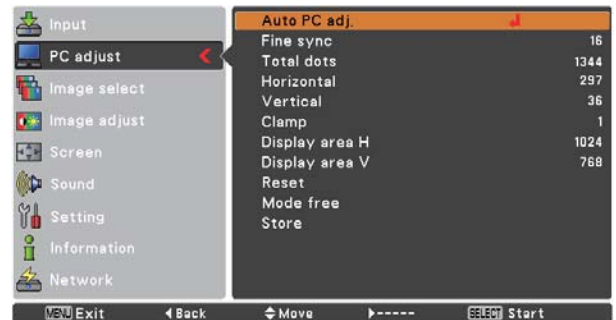 Input
PC adjust
Image select
Image adjust
Screen
Sound
Setting
Information
Network
Auto PC adj.
Fine sync 16
Total dots 1344
Horizontal 297
Vertical 36
Clamp 1
Display area H 1024
Display area V 768
Reset
Mode free
Store
MENU Exit ◀Back ◆Move ▶----- SELECT Start